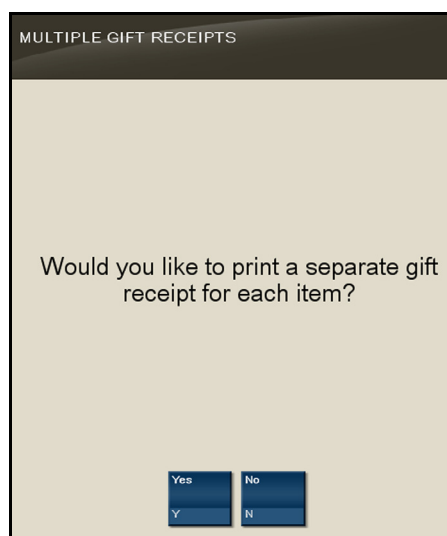 MULTIPLE GIFT RECEIPTS
Would you like to print a separate gift
receipt for each item?
Yes No
Y N